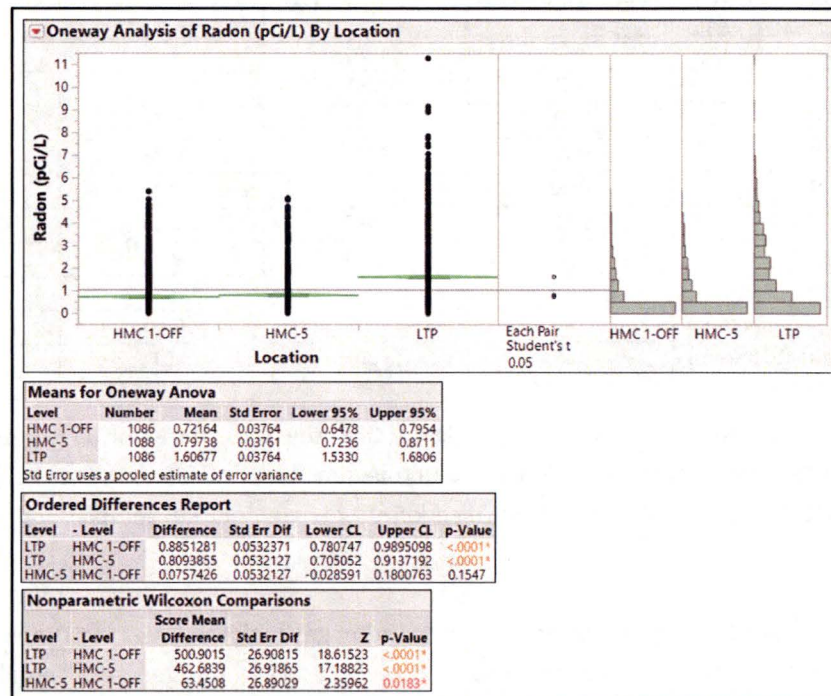 Oneway Analysis of Radon (pCi/L) By Location
11
10
9
8
7
6
5
4
3
2
1
0
Radon (pCi/L)
HMC 1-OFF HMC-5 LTP Each Pair HMC 1-OFF HMC-5 LTP
Student's t
0.05
Location
Means for Oneway Anova
Level Number Mean Std Error Lower 95% Upper 95%
HMC 1-OFF 1086 0.72164 0.03764 0.6478 0.7954
HMC-5 1088 0.79738 0.03761 0.7236 0.8711
LTP 1086 1.60677 0.03764 1.5330 1.6806
Std Error uses a pooled estimate of error variance
Ordered Differences Report
Level - Level Difference Std Err Dif Lower CL Upper CL p-Value
LTP HMC 1-OFF 0.8851281 0.0532371 0.780747 0.9895098 <.0001*
LTP HMC-5 0.8093855 0.0532127 0.705052 0.9137192 <.0001*
HMC-5 HMC 1-OFF 0.0757426 0.0532127 -0.028591 0.1800763 0.1547
Nonparametric Wilcoxon Comparisons
Score Mean
Level - Level Difference Std Err Dif Z p-Value
LTP HMC 1-OFF 500.9015 26.90815 18.61523 <.0001*
LTP HMC-5 462.6839 26.91865 17.18823 <.0001*
HMC-5 HMC 1-OFF 63.4508 26.89029 2.35962 0.0183*